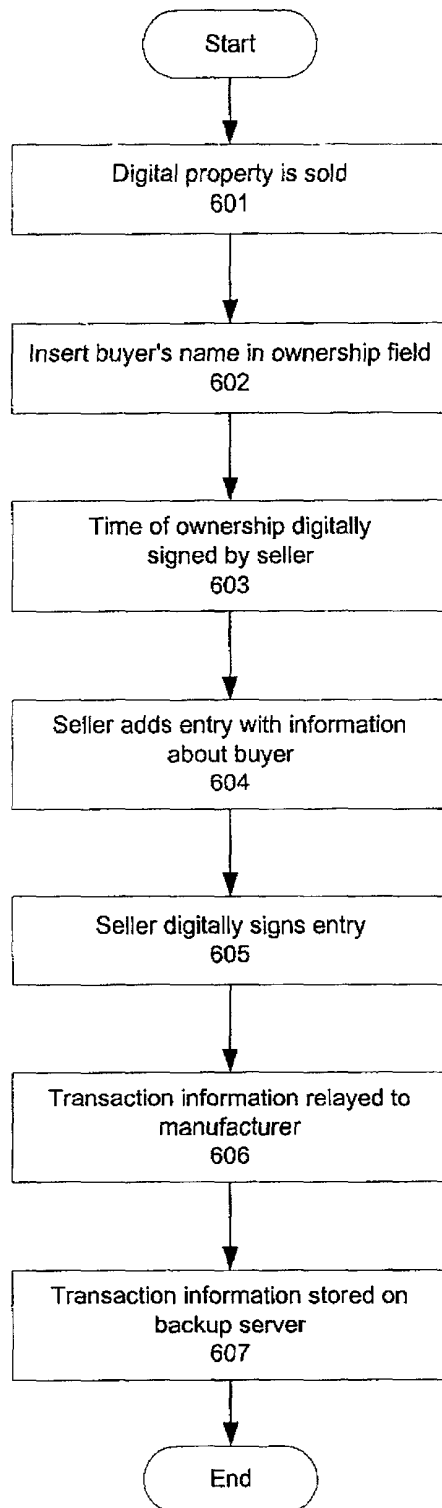 Start
Digital property is sold
601
Insert buyer's name in ownership field
602
Time of ownership digitally
signed by seller
603
Seller adds entry with information
about buyer
604
Seller digitally signs entry
605
Transaction information relayed to
manufacturer
606
Transaction information stored on
backup server
607
End